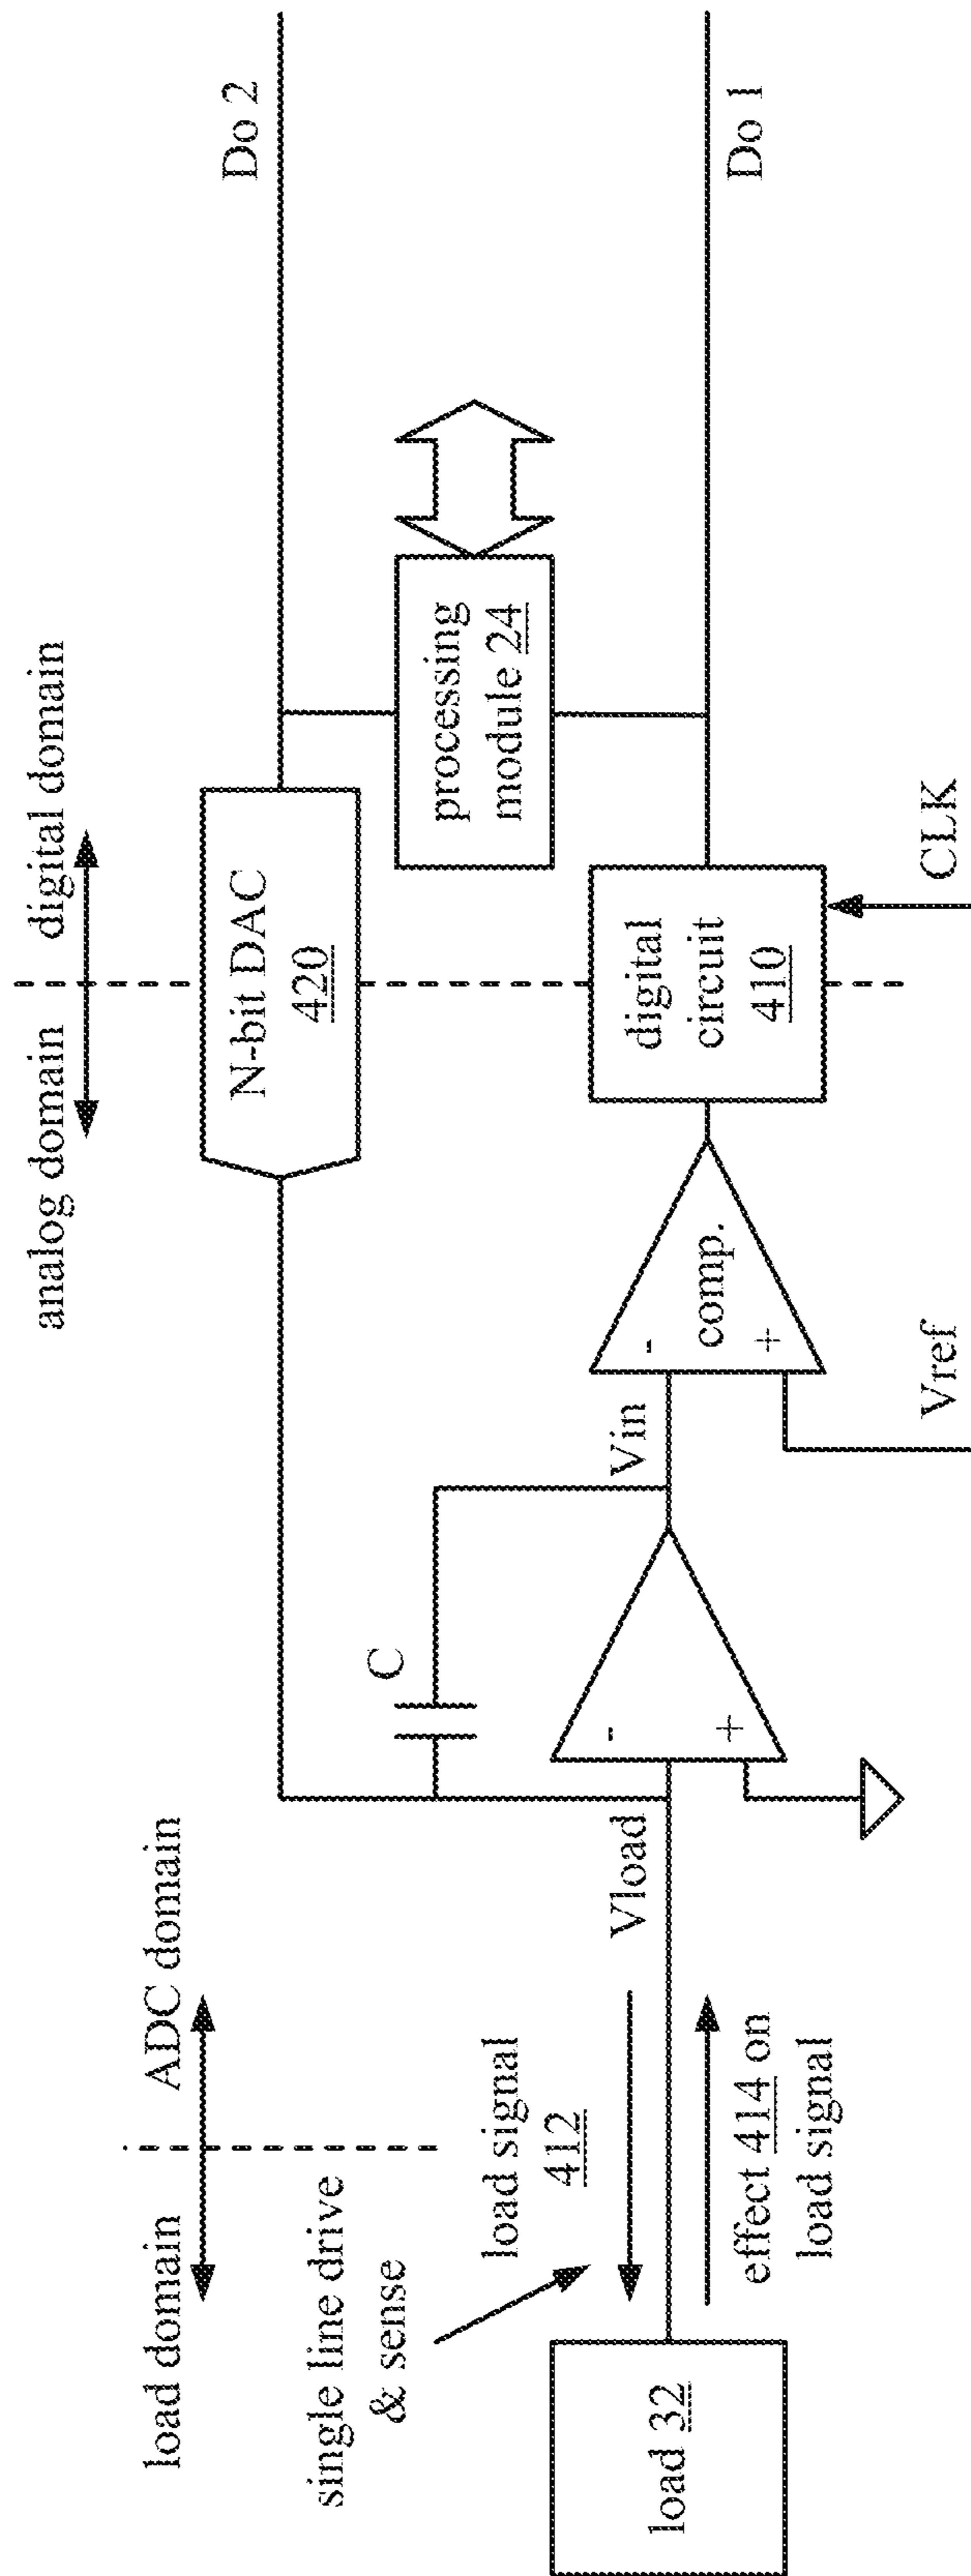 analog domain
digital domain
load domain
ADC domain
Do 2
N-bit DAC
420
single line drive
& sense
C
processing
module 24
load signal
412
Vload
Vin
-
+
-
+
comp.
digital
circuit
410
load 32
effect 414 on
load signal
Do 1
Vref
CLK